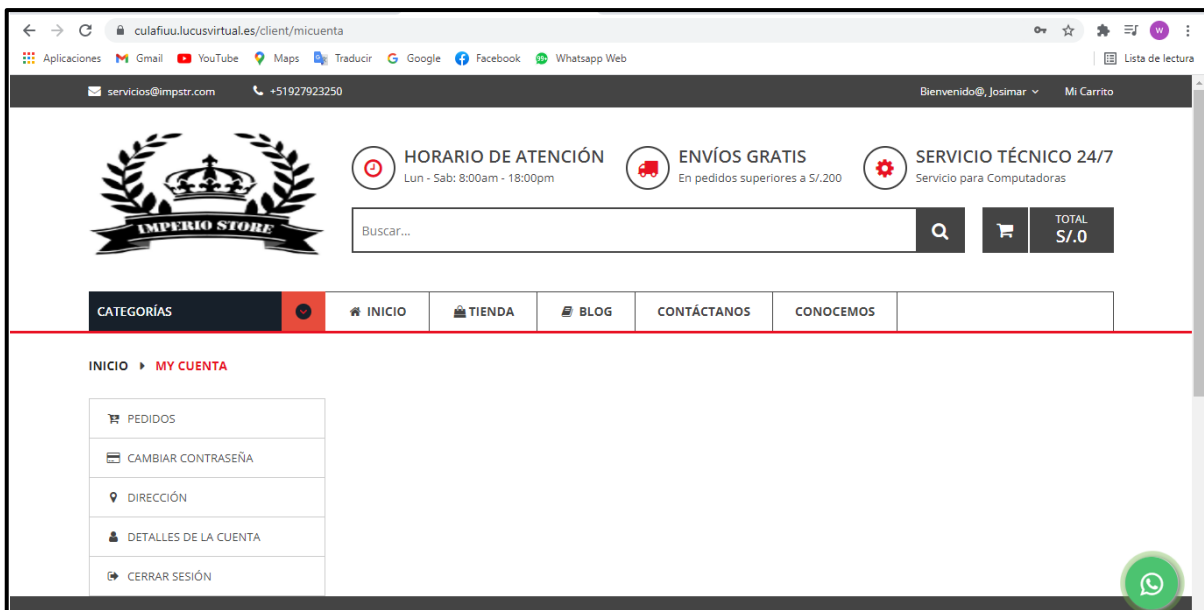 culafiuu.lucusvirtual.es/client/micuenta
W
Aplicaciones Gmail YouTube Maps Traducir Google Facebook Whatsapp Web Lista de lectura
servicios@impstr.com +51927923250 Bienvenido@, Josimar Mi Carrito
IMPERIO STORE
HORARIO DE ATENCIÓN
Lun - Sab: 8:00am - 18:00pm
ENVÍOS GRATIS
En pedidos superiores a S/.200
SERVICIO TÉCNICO 24/7
Servicio para Computadoras
Buscar...
TOTAL
S/.0
CATEGORÍAS INICIO TIENDA BLOG CONTÁCTANOS CONOCEMOS
INICIO MY CUENTA
PEDIDOS
CAMBIAR CONTRASEÑA
DIRECCIÓN
DETALLES DE LA CUENTA
CERRAR SESIÓN